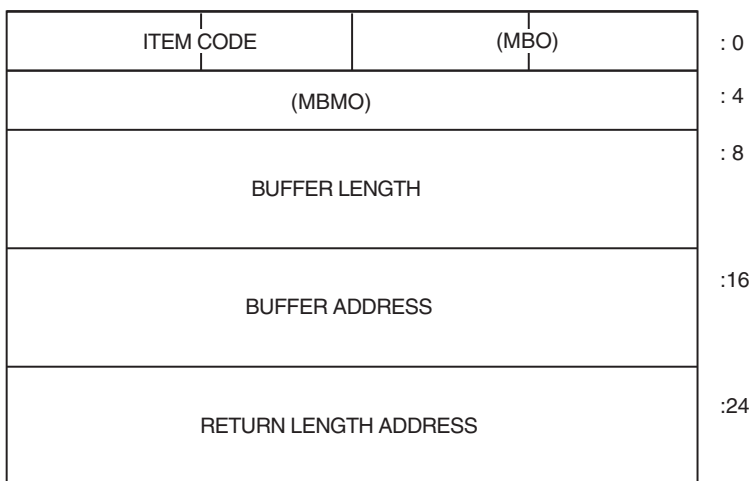 ITEM CODE (MBO) : 0
(MBMO) : 4
: 8
BUFFER LENGTH
:16
BUFFER ADDRESS
:24
RETURN LENGTH ADDRESS